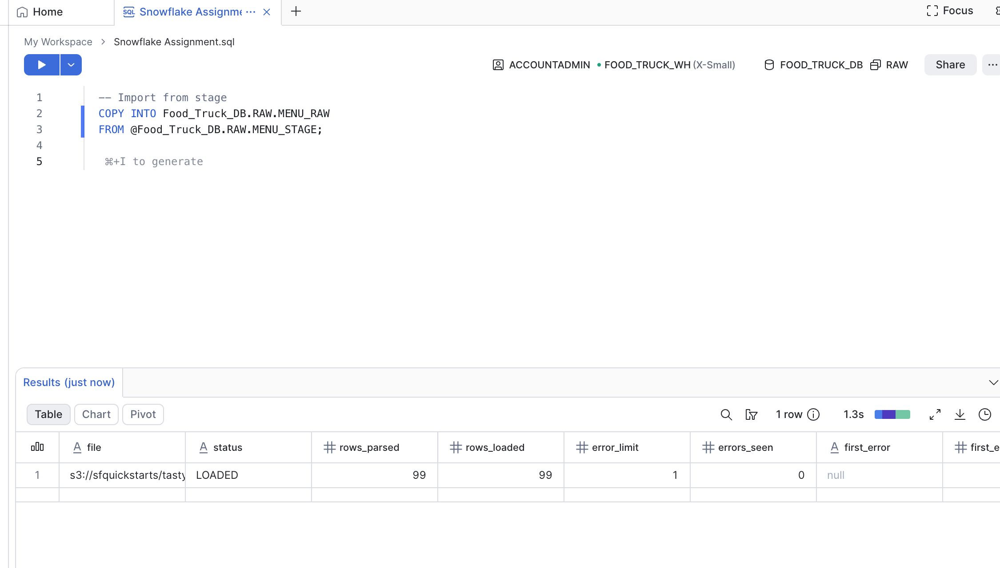 Home
Snowflake Assignme ···
Focus
My Workspace > Snowflake Assignment.sql
ACCOUNTADMIN • FOOD_TRUCK_WH (X-Small) FOOD_TRUCK_DB RAW Share ···
1 -- Import from stage
2 COPY INTO Food_Truck_DB.RAW.MENU_RAW
3 FROM @Food_Truck_DB.RAW.MENU_STAGE;
4
5 ⌘+I to generate
Results (just now)
Table Chart Pivot 1 row 1.3s
file status rows_parsed rows_loaded error_limit errors_seen first_error first_e
1 s3://sfquickstarts/tasty LOADED 99 99 1 0 null